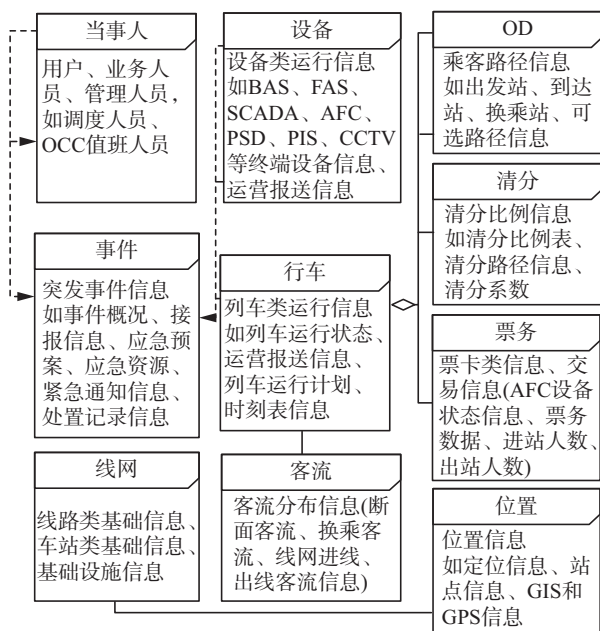 当事人
用户、业务人
员、管理人员，
如调度人员、
OCC值班人员
设备
设备类运行信息
如BAS、FAS、
SCADA、AFC、
PSD、PIS、CCTV
等终端设备信息、
运营报送信息
OD
乘客路径信息
如出发站、到达
站、换乘站、可
选路径信息
清分
清分比例信息
如清分比例表、
清分路径信息、
清分系数
事件
突发事件信息
如事件概况、接
报信息、应急预
案、应急资源、
紧急通知信息、
处置记录信息
行车
列车类运行信息
如列车运行状态、
运营报送信息、
列车运行计划、
时刻表信息
票务
票卡类信息、交
易信息(AFC设备
状态信息、票务
数据、进站人数、
出站人数)
线网
线路类基础信息、
车站类基础信息、
基础设施信息
客流
客流分布信息(断
面客流、换乘客
流、线网进线、
出线客流信息)
位置
位置信息
如定位信息、站
点信息、GIS和
GPS信息